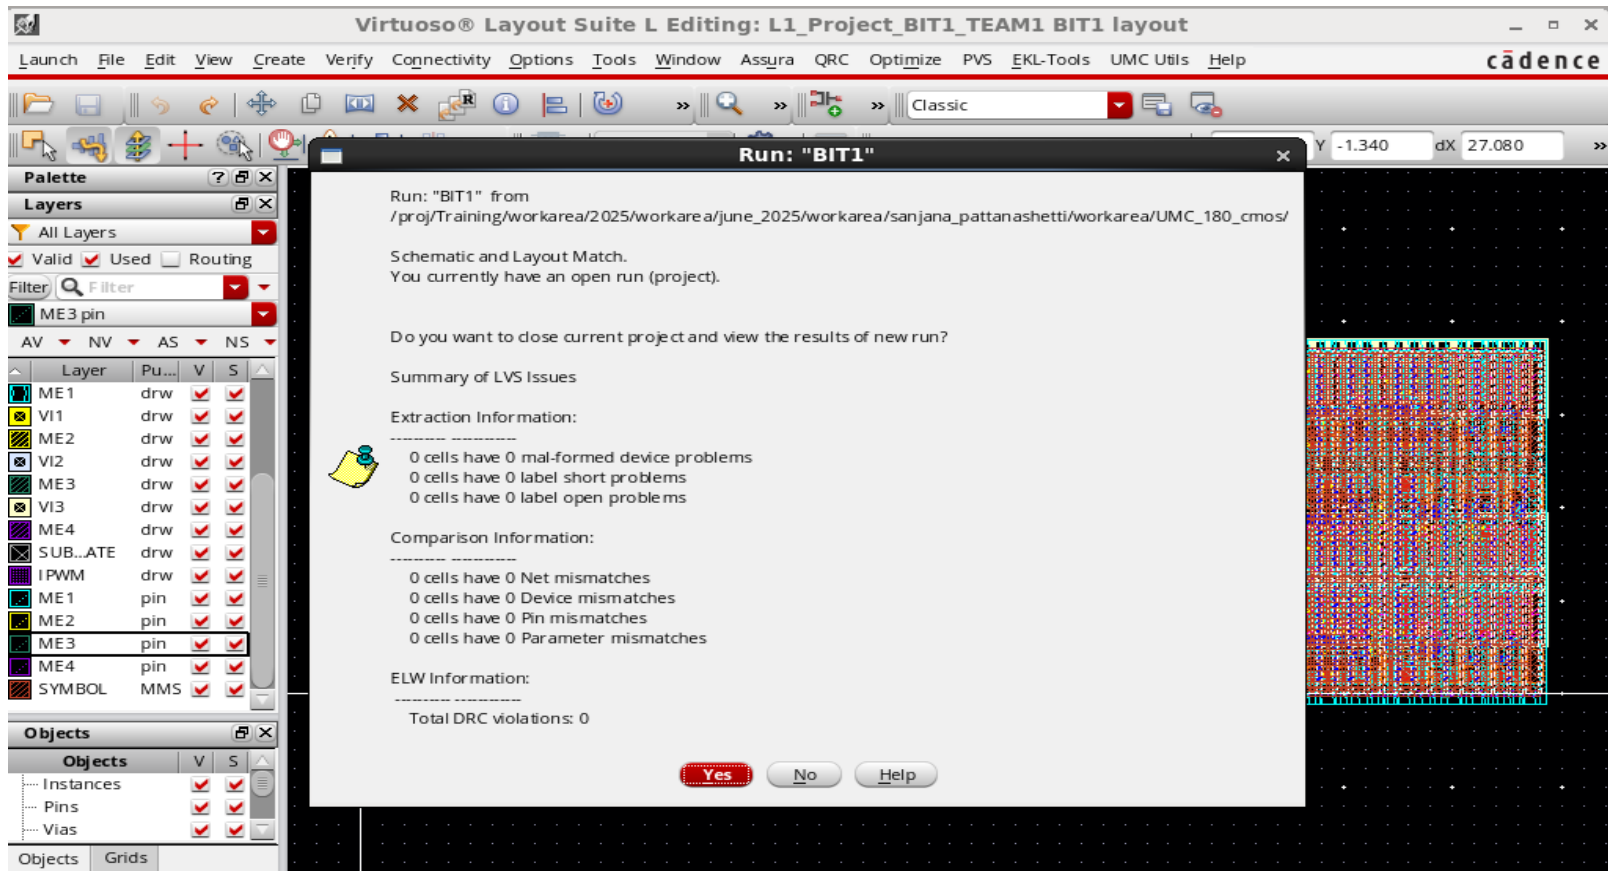 Virtuoso® Layout Suite L Editing: L1_Project_BIT1_TEAM1 BIT1 layout
Launch File Edit View Create Verify Connectivity Options Tools Window Assura QRC Optimize PVS EKL-Tools UMC Utils Help cādence
» » » Classic
Y -1.340 dX 27.080 »
Palette
Layers
All Layers
Valid Used Routing
Filter Filter
ME3 pin
AV NV AS NS
Layer Pu... V S
ME1 drw
VI1 drw
ME2 drw
VI2 drw
ME3 drw
VI3 drw
ME4 drw
SUB...ATE drw
IPWM drw
ME1 pin
ME2 pin
ME3 pin
ME4 pin
SYMBOL MMS
Objects
Objects V S
Instances
Pins
Vias
Objects Grids
Run: "BIT1"
Run: "BIT1" from
/proj/Training/workarea/2025/workarea/june_2025/workarea/sanjana_pattanashetti/workarea/UMC_180_cmos/
Schematic and Layout Match.
You currently have an open run (project).
Do you want to close current project and view the results of new run?
Summary of LVS Issues
Extraction Information:
---------- ------------
0 cells have 0 mal-formed device problems
0 cells have 0 label short problems
0 cells have 0 label open problems
Comparison Information:
---------- ------------
0 cells have 0 Net mismatches
0 cells have 0 Device mismatches
0 cells have 0 Pin mismatches
0 cells have 0 Parameter mismatches
ELW Information:
---------- ------------
Total DRC violations: 0
Yes No Help